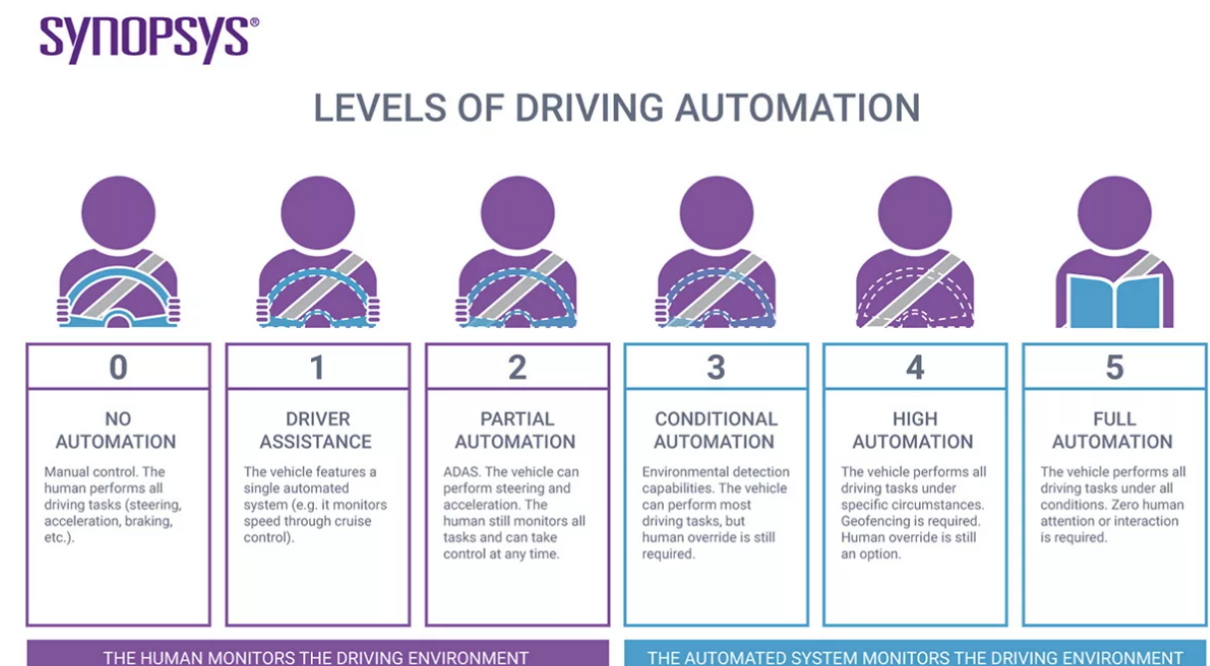 SYNOPSYS®
LEVELS OF DRIVING AUTOMATION
0
NO
AUTOMATION
Manual control. The
human performs all
driving tasks (steering,
acceleration, braking,
etc.).
1
DRIVER
ASSISTANCE
The vehicle features a
single automated
system (e.g. it monitors
speed through cruise
control).
2
PARTIAL
AUTOMATION
ADAS. The vehicle can
perform steering and
acceleration. The
human still monitors all
tasks and can take
control at any time.
3
CONDITIONAL
AUTOMATION
Environmental detection
capabilities. The vehicle
can perform most
driving tasks, but
human override is still
required.
4
HIGH
AUTOMATION
The vehicle performs all
driving tasks under
specific circumstances.
Geofencing is required.
Human override is still
an option.
5
FULL
AUTOMATION
The vehicle performs all
driving tasks under all
conditions. Zero human
attention or interaction
is required.
THE HUMAN MONITORS THE DRIVING ENVIRONMENT
THE AUTOMATED SYSTEM MONITORS THE DRIVING ENVIRONMENT